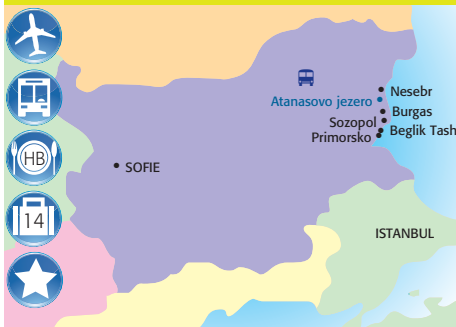 Nesebr
Atanasovo jezero
Burgas
Sozopol
Beglik Tash
Primorsko
HB
SOFIE
14
ISTANBUL